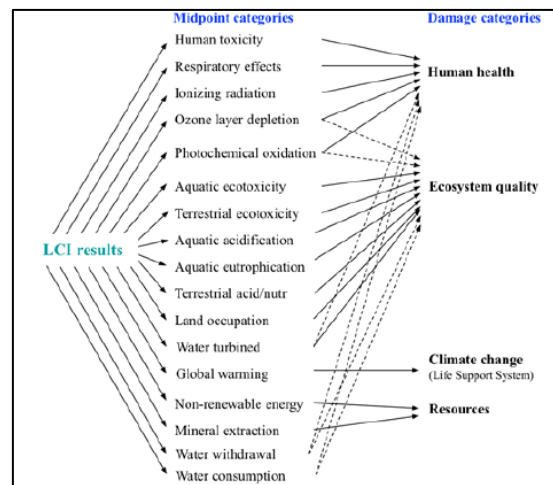 Midpoint categories
Damage categories
Human toxicity
Respiratory effects
Human health
Ionizing radiation
Ozone layer depletion
Photochemical oxidation
Aquatic ecotoxicity
Ecosystem quality
Terrestrial ecotoxicity
LCI results
Aquatic acidification
Aquatic eutrophication
Terrestrial acid/nutr
Land occupation
Water turbined
Climate change
Global warming
(Life Support System)
Non-renewable energy
Resources
Mineral extraction
Water withdrawal
Water consumption